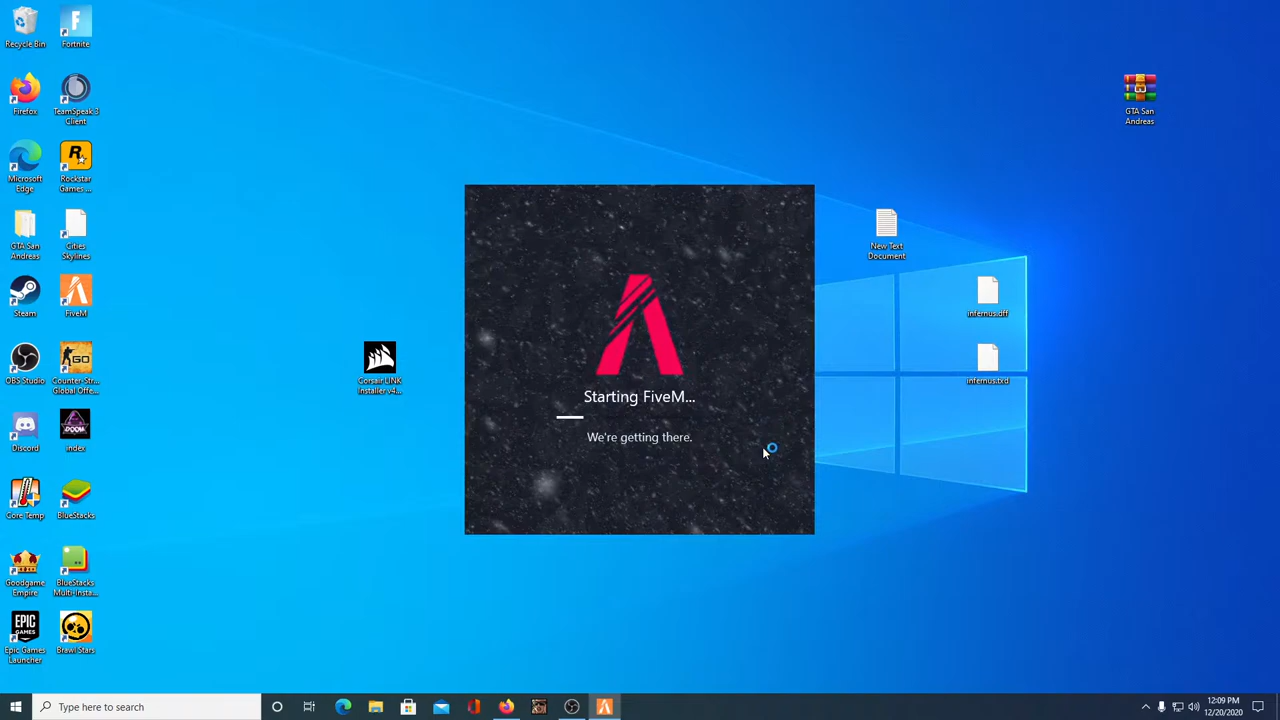 Recycle Bin
Fortnite
Firefox
TeamSpeak 3
Client
Microsoft
Edge
Rockstar
Games ...
GTA San
Andreas
Cities
Skylines
Steam
FiveM
OBS Studio
Counter-Str...
Global Offe...
Discord
index
Core Temp
BlueStacks
Goodgame
Empire
BlueStacks
Multi-Insta...
EPIC
GAMES
Epic Games
Launcher
Brawl Stars
Corsair LINK
Installer v4...
Starting FiveM...
We're getting there.
GTA San
Andreas
New Text
Document
infernus.dff
infernus.txd
Type here to search
12:09 PM
12/20/2020